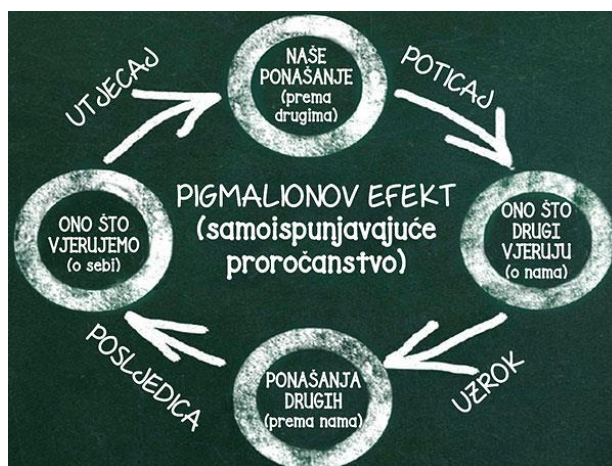 NAŠE
PONAŠANJE
(prema
drugima)
POTICAJ
ONO ŠTO
DRUGI
VJERUJU
(o nama)
UZROK
PONAŠANJA
DRUGIH
(prema nama)
POSLJEDICA
ONO ŠTO
VJERUJEMO
(o sebi)
UTJECAJ
PIGMALIONOV EFEKT
(samoispunjavajuće
proročanstvo)